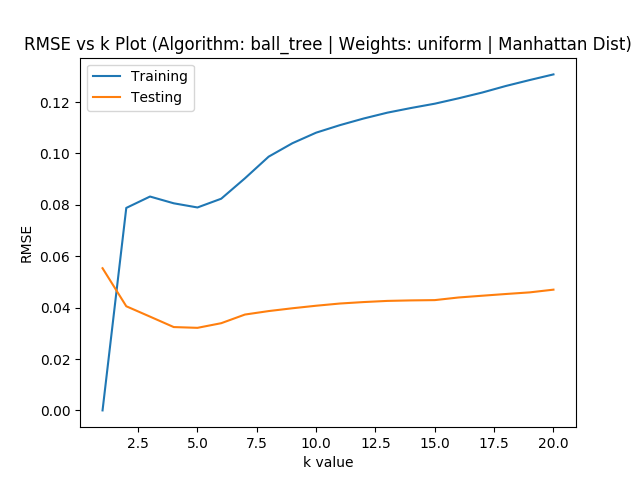 RMSE vs k Plot (Algorithm: ball_tree | Weights: uniform | Manhattan Dist)
Training
Testing
0.12
0.10
0.08
0.06
0.04
0.02
0.00
RMSE
2.5 5.0 7.5 10.0 12.5 15.0 17.5 20.0
k value